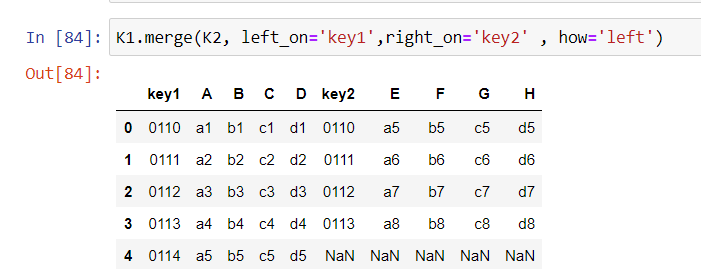 In [84]: K1.merge(K2, left_on='key1',right_on='key2' , how='left')
Out[84]:
key1 A B C D key2 E F G H
0 0110 a1 b1 c1 d1 0110 a5 b5 c5 d5
1 0111 a2 b2 c2 d2 0111 a6 b6 c6 d6
2 0112 a3 b3 c3 d3 0112 a7 b7 c7 d7
3 0113 a4 b4 c4 d4 0113 a8 b8 c8 d8
4 0114 a5 b5 c5 d5 NaN NaN NaN NaN NaN